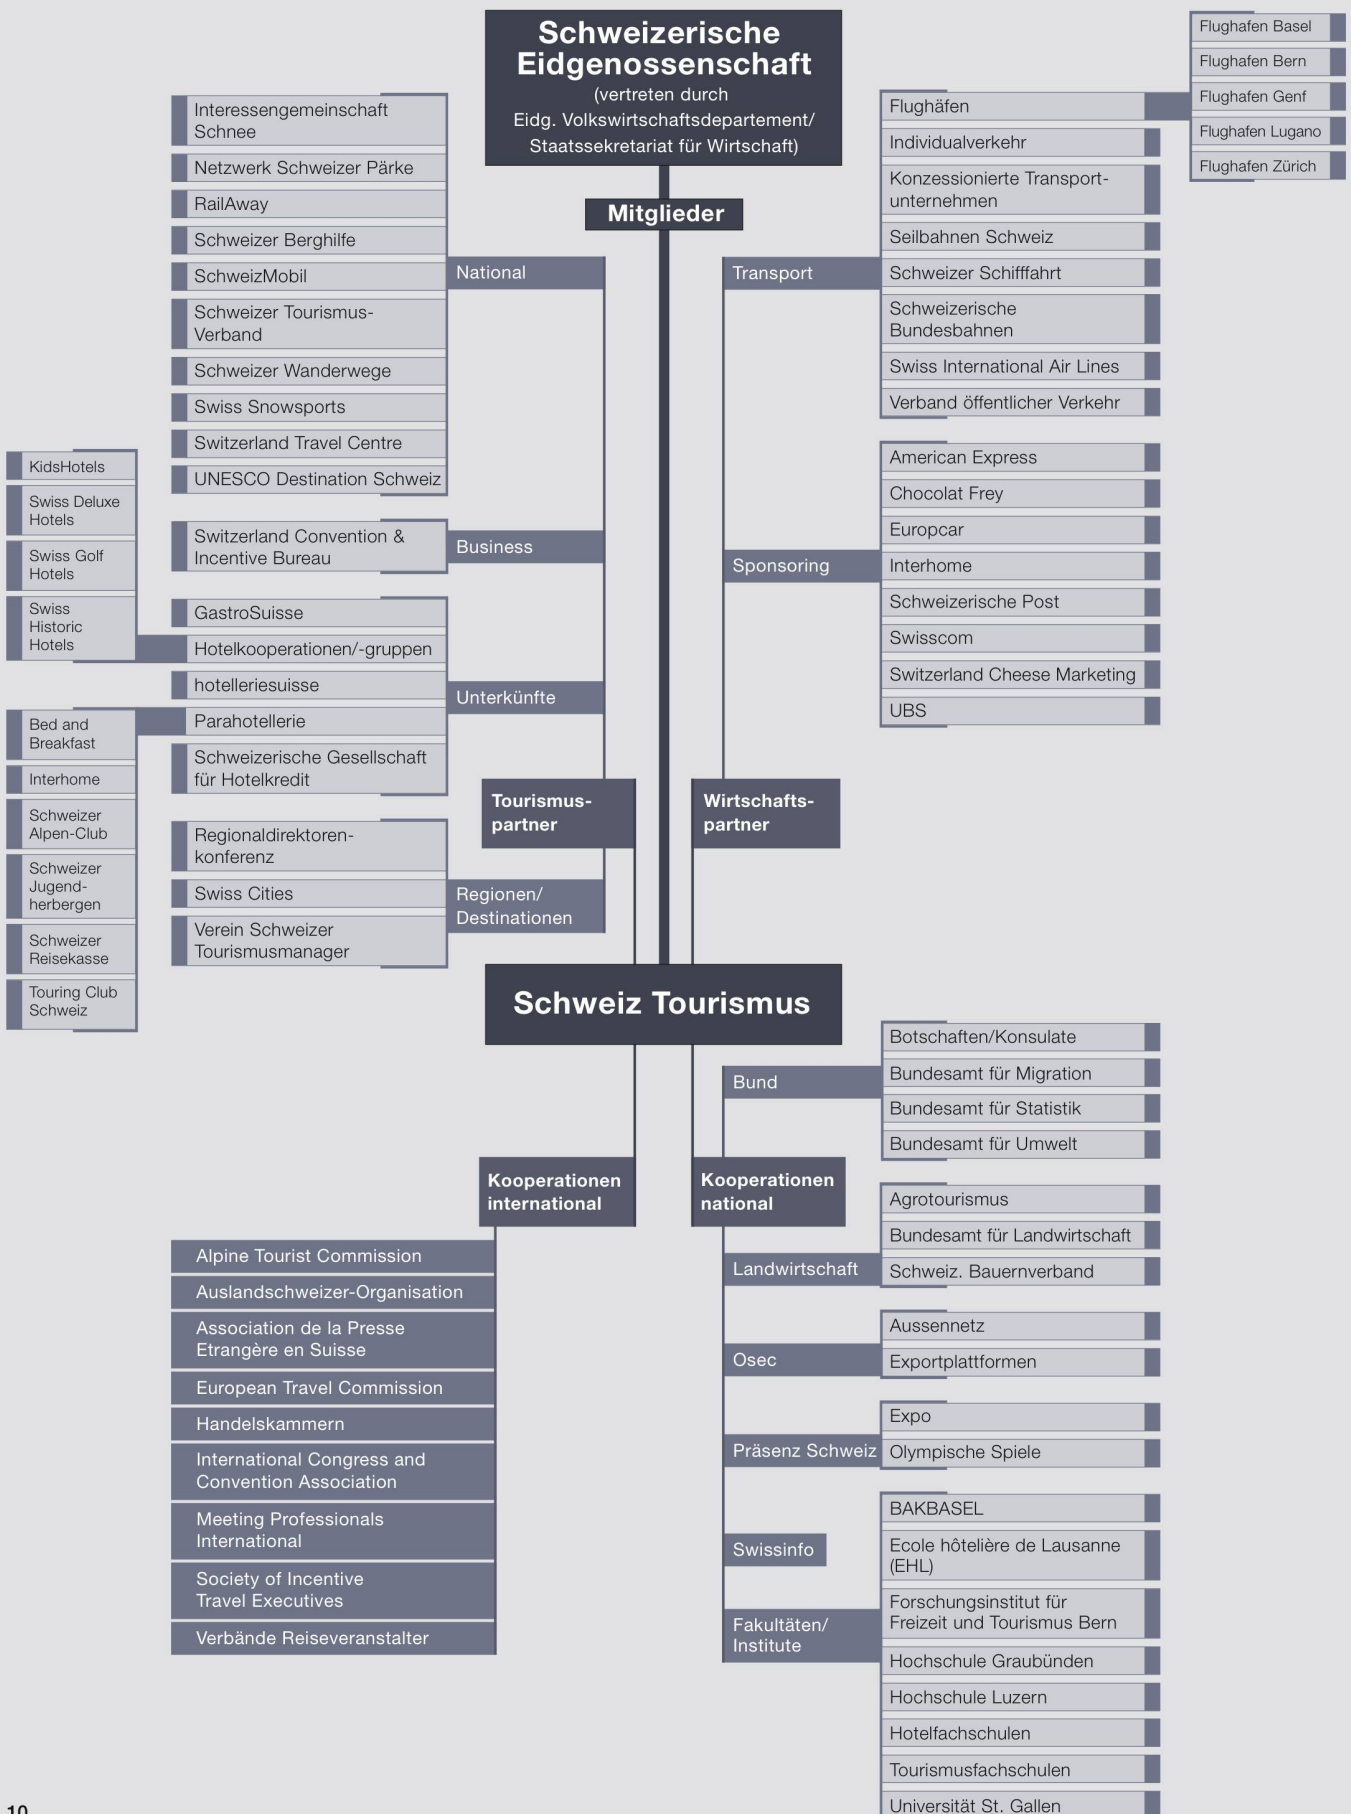 Schweizerische
Eidgenossenschaft
(vertreten durch
Eidg. Volkswirtschaftsdepartement/
Staatssekretariat für Wirtschaft)
Mitglieder
Interessengemeinschaft
Schnee
Netzwerk Schweizer Pärke
RailAway
Schweizer Berghilfe
SchweizMobil
Schweizer Tourismus-
Verband
Schweizer Wanderwege
Swiss Snowsports
Switzerland Travel Centre
UNESCO Destination Schweiz
National
Switzerland Convention &
Incentive Bureau
Business
KidsHotels
Swiss Deluxe
Hotels
Swiss Golf
Hotels
Swiss
Historic
Hotels
GastroSuisse
Hotelkooperationen/-gruppen
hotelleriesuisse
Parahotellerie
Schweizerische Gesellschaft
für Hotelkredit
Unterkünfte
Bed and
Breakfast
Interhome
Schweizer
Alpen-Club
Schweizer
Jugend-
herbergen
Schweizer
Reisekasse
Touring Club
Schweiz
Regionaldirektoren-
konferenz
Swiss Cities
Verein Schweizer
Tourismusmanager
Regionen/
Destinationen
Tourismus-
partner
Wirtschafts-
partner
Transport
Flughäfen
Individualverkehr
Konzessionierte Transport-
unternehmen
Seilbahnen Schweiz
Schweizer Schifffahrt
Schweizerische
Bundesbahnen
Swiss International Air Lines
Verband öffentlicher Verkehr
Flughafen Basel
Flughafen Bern
Flughafen Genf
Flughafen Lugano
Flughafen Zürich
Sponsoring
American Express
Chocolat Frey
Europcar
Interhome
Schweizerische Post
Swisscom
Switzerland Cheese Marketing
UBS
Schweiz Tourismus
Kooperationen
international
Alpine Tourist Commission
Auslandschweizer-Organisation
Association de la Presse
Etrangère en Suisse
European Travel Commission
Handelskammern
International Congress and
Convention Association
Meeting Professionals
International
Society of Incentive
Travel Executives
Verbände Reiseveranstalter
Kooperationen
national
Bund
Botschaften/Konsulate
Bundesamt für Migration
Bundesamt für Statistik
Bundesamt für Umwelt
Landwirtschaft
Agrotourismus
Bundesamt für Landwirtschaft
Schweiz. Bauernverband
Osec
Aussennetz
Exportplattformen
Präsenz Schweiz
Expo
Olympische Spiele
Swissinfo
Fakultäten/
Institute
BAKBASEL
Ecole hôtelière de Lausanne
(EHL)
Forschungsinstitut für
Freizeit und Tourismus Bern
Hochschule Graubünden
Hochschule Luzern
Hotelfachschulen
Tourismusfachschulen
Universität St. Gallen
10